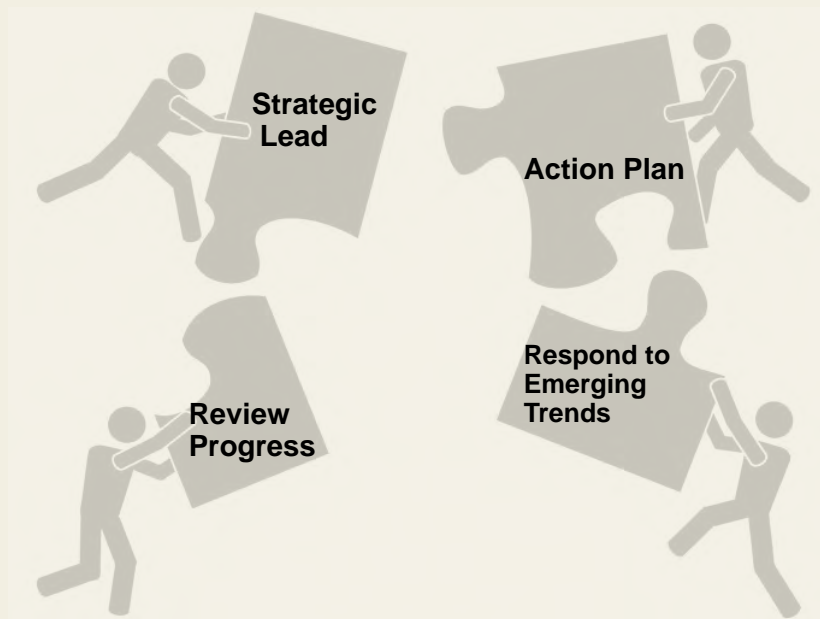 Strategic
Lead
Action Plan
Review
Progress
Respond to
Emerging
Trends